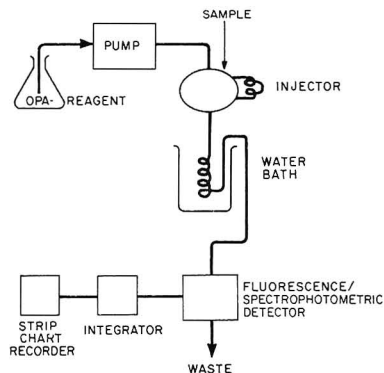 SAMPLE
PUMP
OPA-REAGENT
INJECTOR
WATER
BATH
FLUORESCENCE/
SPECTROPHOTOMETRIC
DETECTOR
STRIP
CHART
RECORDER
INTEGRATOR
WASTE